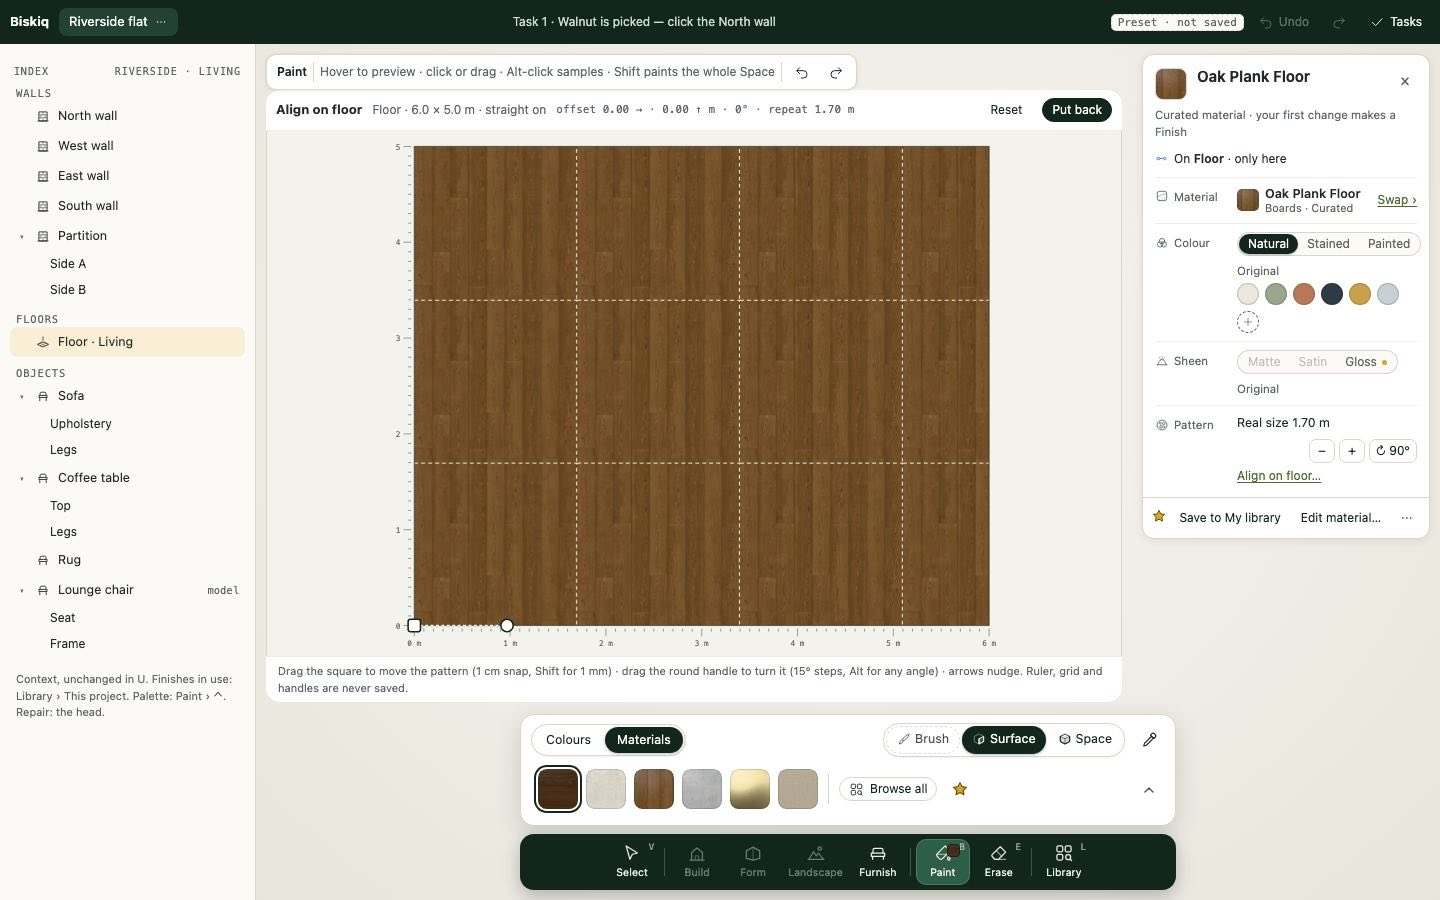 Biskiq
Riverside flat ···
Task 1 · Walnut is picked — click the North wall
Preset · not saved
Undo
Tasks
INDEX
RIVERSIDE · LIVING
WALLS
North wall
West wall
East wall
South wall
Partition
Side A
Side B
FLOORS
Floor · Living
OBJECTS
Sofa
Upholstery
Legs
Coffee table
Top
Legs
Rug
Lounge chair
model
Seat
Frame
Context, unchanged in U. Finishes in use:
Library › This project. Palette: Paint › ^.
Repair: the head.
Paint
Hover to preview · click or drag · Alt-click samples · Shift paints the whole Space
Align on floor
Floor · 6.0 × 5.0 m · straight on
offset 0.00 → · 0.00 ↑ m · 0° · repeat 1.70 m
Reset
Put back
5
4
3
2
1
0
0 m
1 m
2 m
3 m
4 m
5 m
6 m
Drag the square to move the pattern (1 cm snap, Shift for 1 mm) · drag the round handle to turn it (15° steps, Alt for any angle) · arrows nudge. Ruler, grid and
handles are never saved.
Oak Plank Floor
×
Curated material · your first change makes a
Finish
On Floor · only here
Material
Oak Plank Floor
Boards · Curated
Swap ›
Colour
Natural
Stained
Painted
Original
+
Sheen
Matte
Satin
Gloss
Original
Pattern
Real size 1.70 m
−
+
90°
Align on floor…
Save to My library
Edit material…
···
Colours
Materials
Brush
Surface
Space
Browse all
Select
V
Build
Form
Landscape
Furnish
Paint
B
Erase
E
Library
L